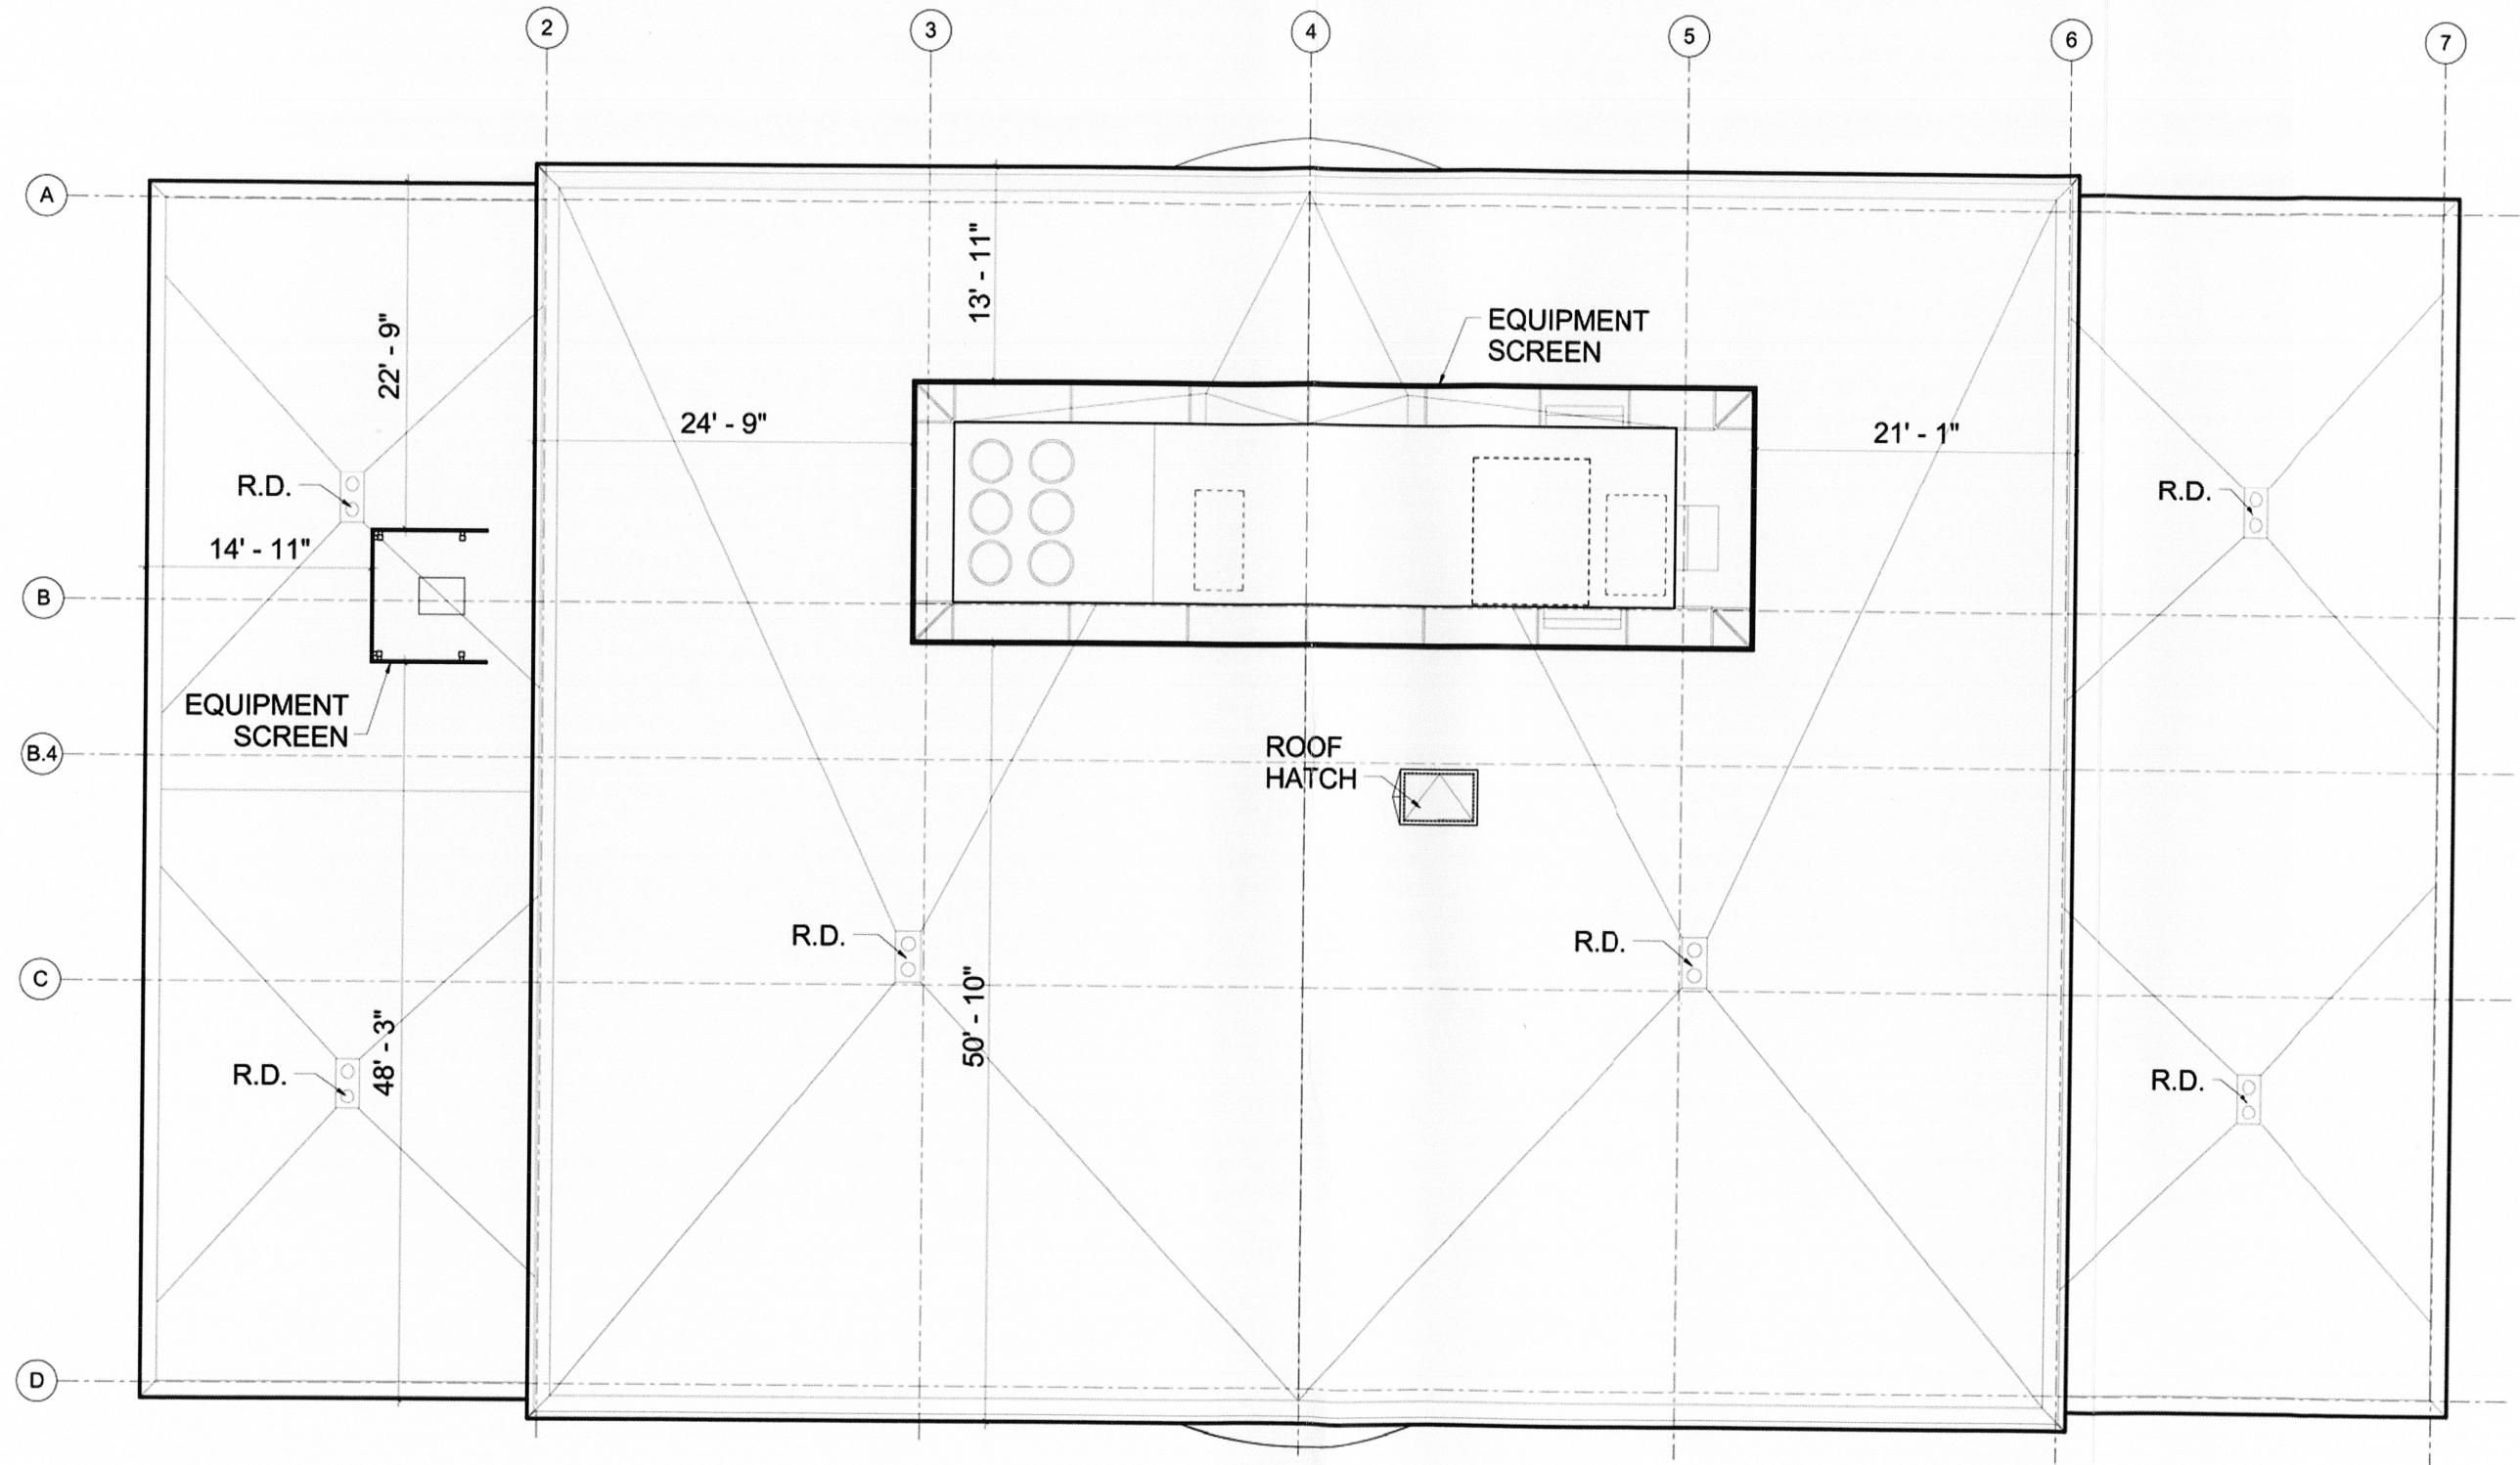 2
3
4
5
6
7
A
13' - 11"
22' - 9"
EQUIPMENT
SCREEN
24' - 9"
21' - 1"
R.D.
R.D.
14' - 11"
B
EQUIPMENT
SCREEN
B.4
ROOF
HATCH
R.D.
R.D.
C
50' - 10"
48' - 3"
R.D.
R.D.
D